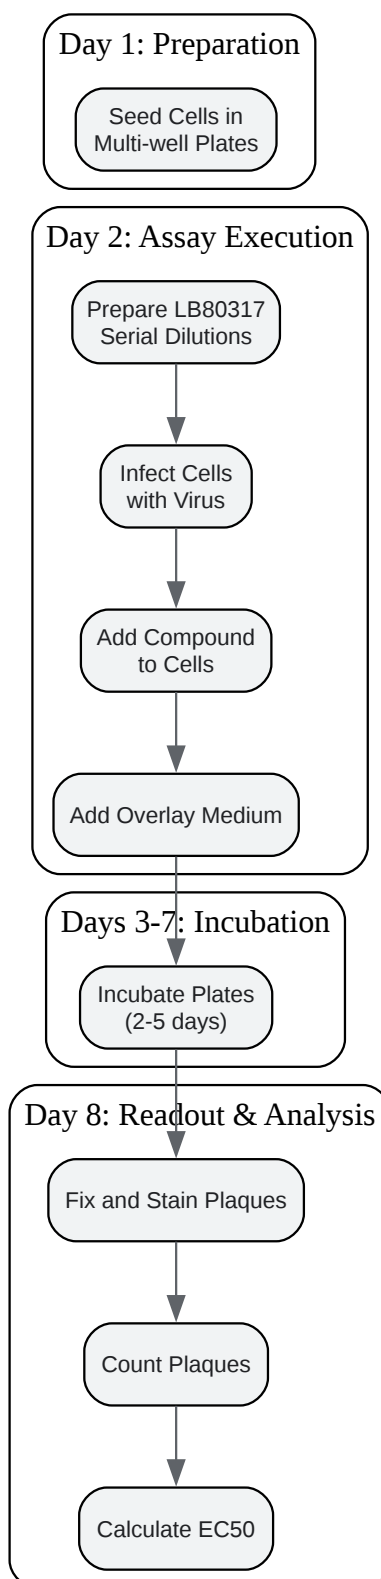 Day 1: Preparation
Seed Cells in
Multi-well Plates
Day 2: Assay Execution
Prepare LB80317
Serial Dilutions
Infect Cells
with Virus
Add Compound
to Cells
Add Overlay Medium
Days 3-7: Incubation
Incubate Plates
(2-5 days)
Day 8: Readout & Analysis
Fix and Stain Plaques
Count Plaques
Calculate EC50